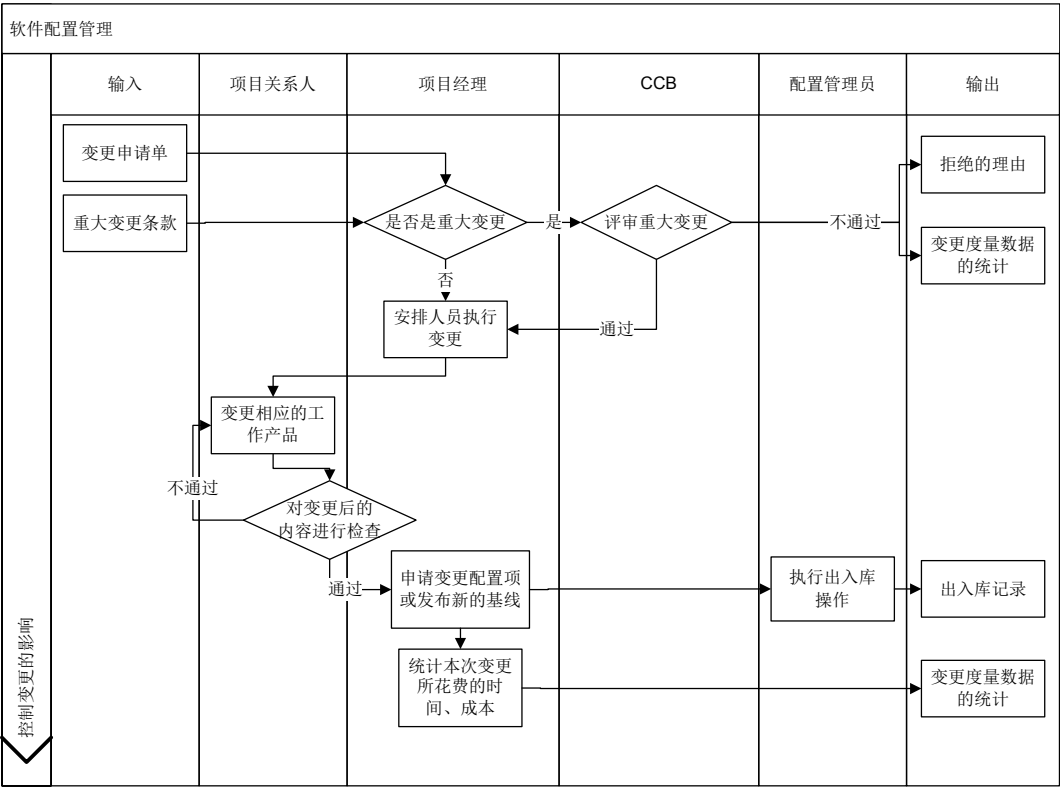 软件配置管理
输入
项目关系人
项目经理
CCB
配置管理员
输出
变更申请单
重大变更条款
是否是重大变更
是
评审重大变更
不通过
拒绝的理由
变更度量数据
的统计
否
安排人员执行
变更
通过
变更相应的工
作产品
不通过
对变更后的
内容进行检查
通过
申请变更配置项
或发布新的基线
执行出入库
操作
出入库记录
统计本次变更
所花费的时
间、成本
变更度量数据
的统计
控制变更的影响